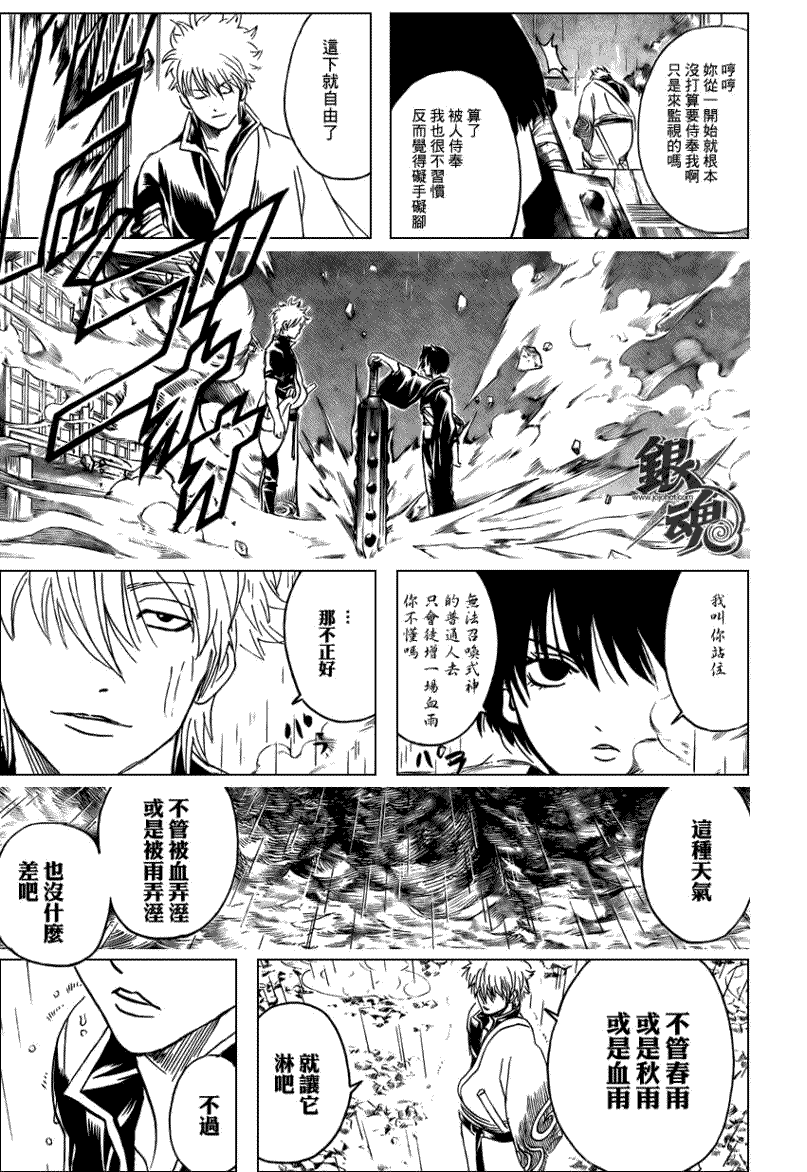 哼哼
妳從一開始就根本
沒打算要侍奉我啊
只是來監視的嗎
算了
被人侍奉
我也很不習慣
反而覺得礙手礙腳
這下就自由了
銀魂
www.jojohot.com
我叫你站住
無法召喚式神
的普通人去
只會徒增一場血雨
你不懂嗎
パラ
…
那不正好
這種天氣
不管被血弄溼
或是被雨弄溼
也沒什麼
差吧
不管春雨
或是秋雨
或是血雨
就讓它
淋吧
不過